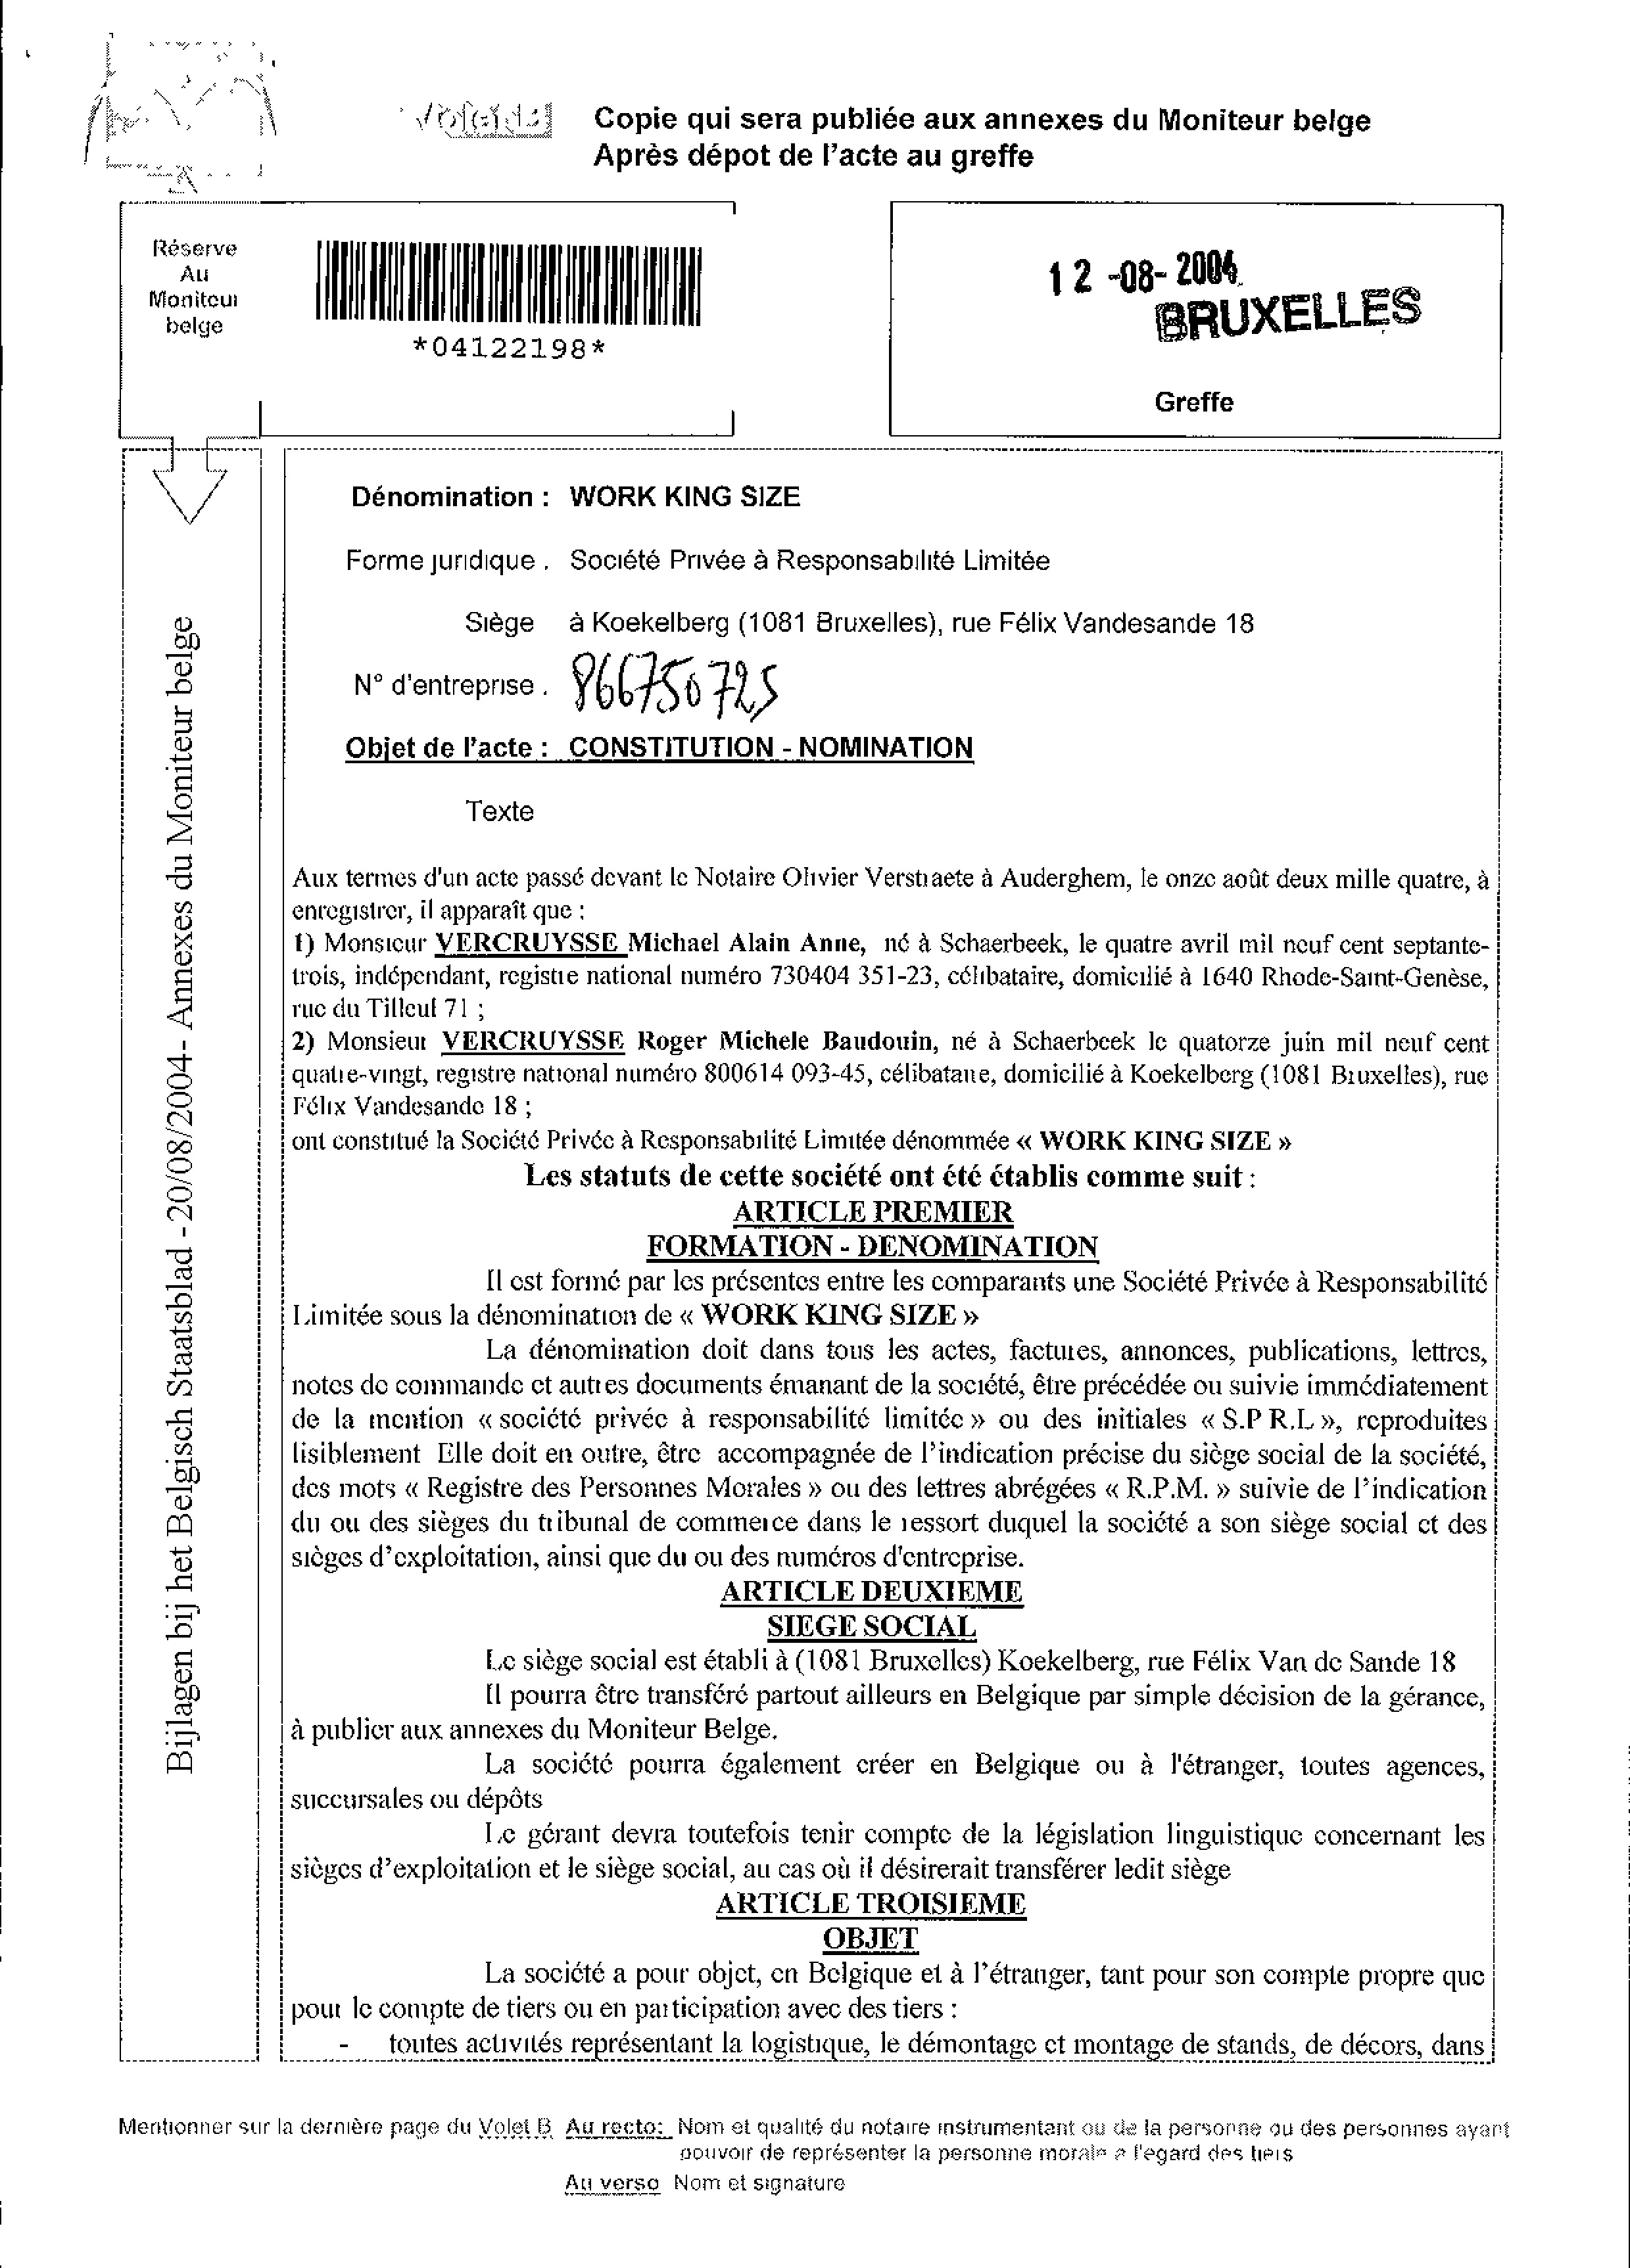 Volet B
Copie qui sera publiée aux annexes du Moniteur belge
Après dépot de l'acte au greffe
Réserve
Au
Moniteur
belge
*04122198*
12 -08- 2004
BRUXELLES
Greffe
Dénomination : WORK KING SIZE
Forme juridique . Société Privée à Responsabilité Limitée
Siège à Koekelberg (1081 Bruxelles), rue Félix Vandesande 18
N° d'entreprise . 866750725
Objet de l'acte : CONSTITUTION - NOMINATION
Texte
Aux termes d'un acte passé devant le Notaire Olivier Verstraete à Auderghem, le onze août deux mille quatre, à
enregistrer, il apparaît que :
1) Monsieur VERCRUYSSE Michael Alain Anne, né à Schaerbeek, le quatre avril mil neuf cent septante-
trois, indépendant, registre national numéro 730404 351-23, célibataire, domicilié à 1640 Rhode-Saint-Genèse,
rue du Tilleul 71 ;
2) Monsieur VERCRUYSSE Roger Michele Baudouin, né à Schaerbeek le quatorze juin mil neuf cent
quatre-vingt, registre national numéro 800614 093-45, célibataire, domicilié à Koekelberg (1081 Bruxelles), rue
Félix Vandesande 18 ;
ont constitué la Société Privée à Responsabilité Limitée dénommée « WORK KING SIZE »
Les statuts de cette société ont été établis comme suit :
ARTICLE PREMIER
FORMATION - DENOMINATION
Il est formé par les présentes entre les comparants une Société Privée à Responsabilité
Limitée sous la dénomination de « WORK KING SIZE »
La dénomination doit dans tous les actes, factures, annonces, publications, lettres,
notes de commande et autres documents émanant de la société, être précédée ou suivie immédiatement
de la mention « société privée à responsabilité limitée » ou des initiales « S.P R.L », reproduites
lisiblement Elle doit en outre, être accompagnée de l'indication précise du siège social de la société,
des mots « Registre des Personnes Morales » ou des lettres abrégées « R.P.M. » suivie de l'indication
du ou des sièges du tribunal de commerce dans le ressort duquel la société a son siège social et des
sièges d'exploitation, ainsi que du ou des numéros d'entreprise.
ARTICLE DEUXIEME
SIEGE SOCIAL
Le siège social est établi à (1081 Bruxelles) Koekelberg, rue Félix Van de Sande 18
Il pourra être transféré partout ailleurs en Belgique par simple décision de la gérance,
à publier aux annexes du Moniteur Belge.
La société pourra également créer en Belgique ou à l'étranger, toutes agences,
succursales ou dépôts
Le gérant devra toutefois tenir compte de la législation linguistique concernant les
sièges d'exploitation et le siège social, au cas où il désirerait transférer ledit siège
ARTICLE TROISIEME
OBJET
La société a pour objet, en Belgique et à l'étranger, tant pour son compte propre que
pour le compte de tiers ou en participation avec des tiers :
- toutes activités représentant la logistique, le démontage et montage de stands, de décors, dans
Bijlagen bij het Belgisch Staatsblad - 20/08/2004- Annexes du Moniteur belge
Mentionner sur la dernière page du Volet B Au recto: Nom et qualité du notaire instrumentant ou de la personne ou des personnes ayant
pouvoir de représenter la personne morale a l'egard des tiers
Au verso Nom et signature